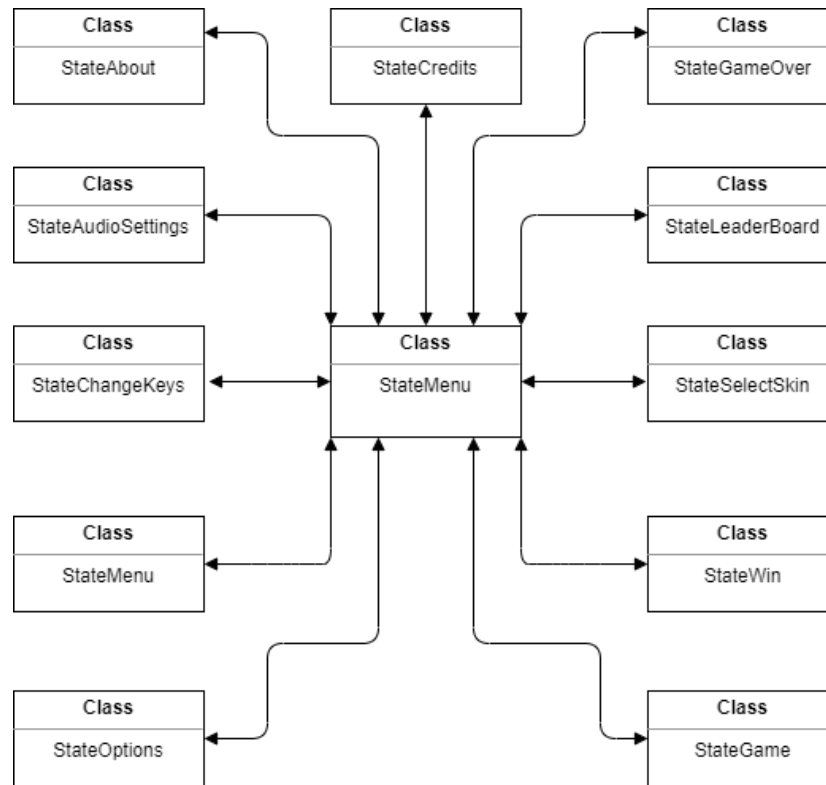 Class
StateAbout
Class
StateCredits
Class
StateGameOver
Class
StateAudioSettings
Class
StateLeaderBoard
Class
StateChangeKeys
Class
StateMenu
Class
StateSelectSkin
Class
StateMenu
Class
StateWin
Class
StateOptions
Class
StateGame